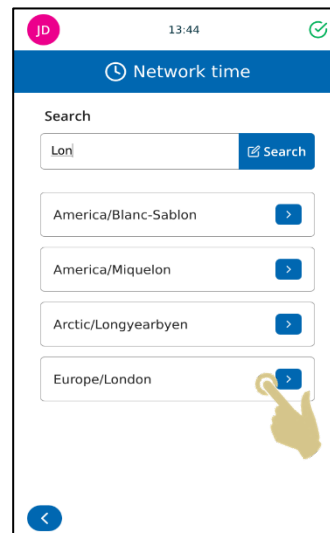 JD
13:44
Network time
Search
Lon
Search
America/Blanc-Sablon
America/Miquelon
Arctic/Longyearbyen
Europe/London